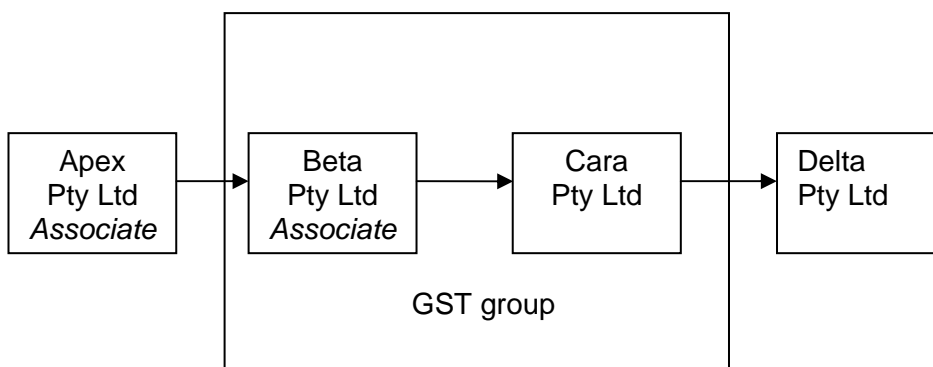 Apex
Pty Ltd
Associate
Beta
Pty Ltd
Associate
Cara
Pty Ltd
Delta
Pty Ltd
GST group